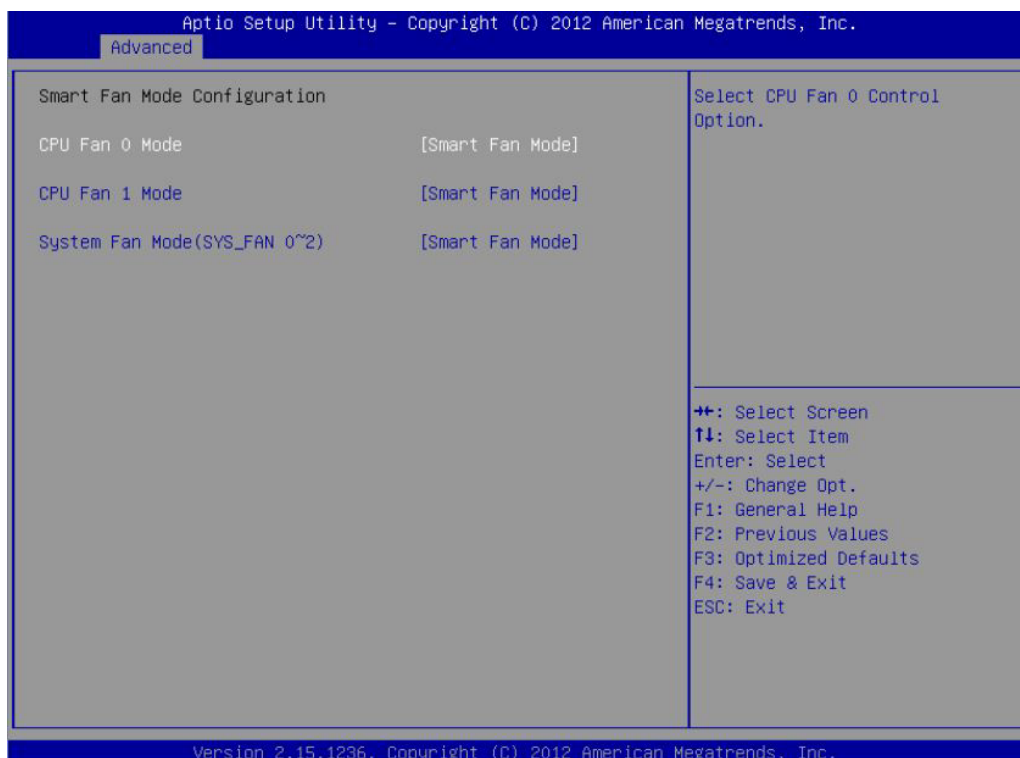 Aptio Setup Utility – Copyright (C) 2012 American Megatrends, Inc.
Advanced
Smart Fan Mode Configuration
CPU Fan 0 Mode [Smart Fan Mode]
CPU Fan 1 Mode [Smart Fan Mode]
System Fan Mode(SYS_FAN 0~2) [Smart Fan Mode]
Select CPU Fan 0 Control
Option.
→←: Select Screen
↑↓: Select Item
Enter: Select
+/-: Change Opt.
F1: General Help
F2: Previous Values
F3: Optimized Defaults
F4: Save & Exit
ESC: Exit
Version 2.15.1236. Copyright (C) 2012 American Megatrends, Inc.